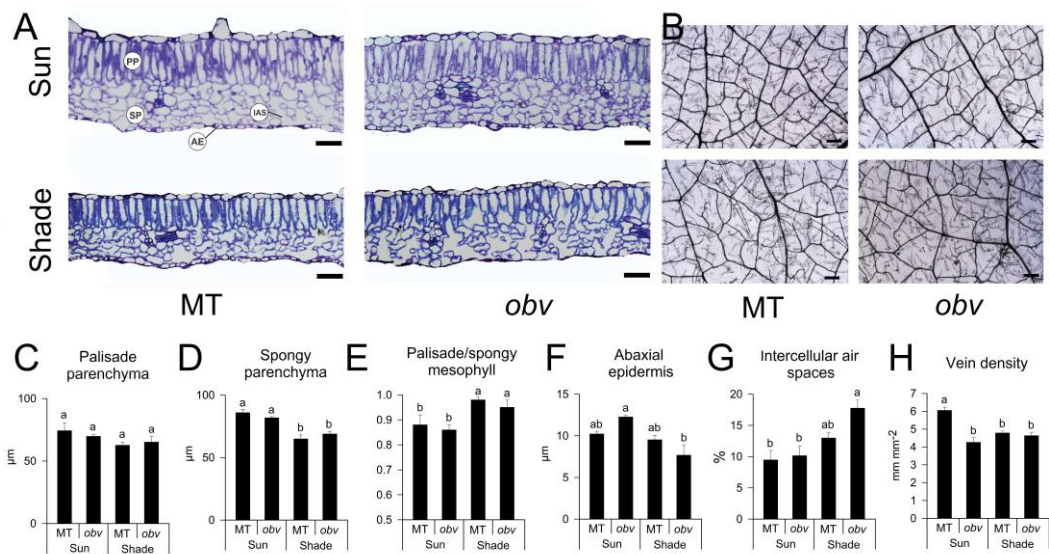 A
B
Sun
PP
SP
IAS
AE
Shade
MT
obv
MT
obv
C
Palisade
parenchyma
100
50
0
µm
a
a
a
a
MT
obv
MT
obv
Sun
Shade
D
Spongy
parenchyma
100
50
0
µm
a
a
b
b
MT
obv
MT
obv
Sun
Shade
E
Palisade/spongy
mesophyll
1.0
0.9
0.8
0.7
0.6
0.5
b
b
a
a
MT
obv
MT
obv
Sun
Shade
F
Abaxial
epidermis
15
10
5
0
µm
ab
a
ab
b
MT
obv
MT
obv
Sun
Shade
G
Intercellular air
spaces
20
15
10
5
0
%
b
b
ab
a
MT
obv
MT
obv
Sun
Shade
H
Vein density
7
6
5
4
3
2
1
0
mm mm-2
a
b
b
b
MT
obv
MT
obv
Sun
Shade